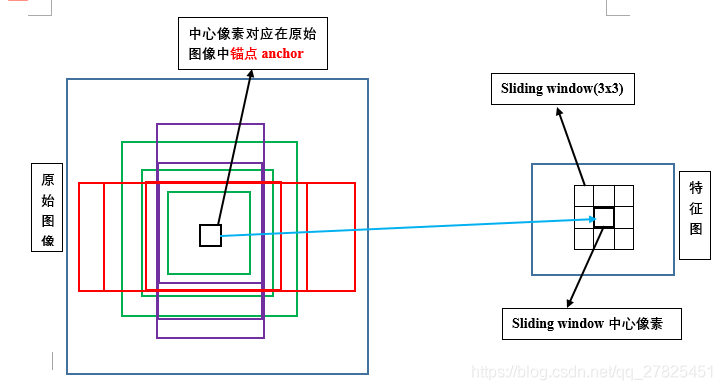 中心像素对应在原始
图像中锚点 anchor
Sliding window(3x3)
原
始
图
像
特
征
图
Sliding window 中心像素
https://blog.csdn.net/qq_27825451